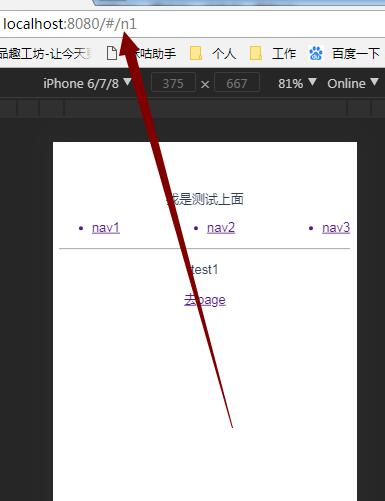 localhost:8080/#/n1
品趣工坊-让今天
咕助手 个人 工作 百度一下
iPhone 6/7/8 375 × 667 81% Online
我是测试上面
nav1 nav2 nav3
test1
去page